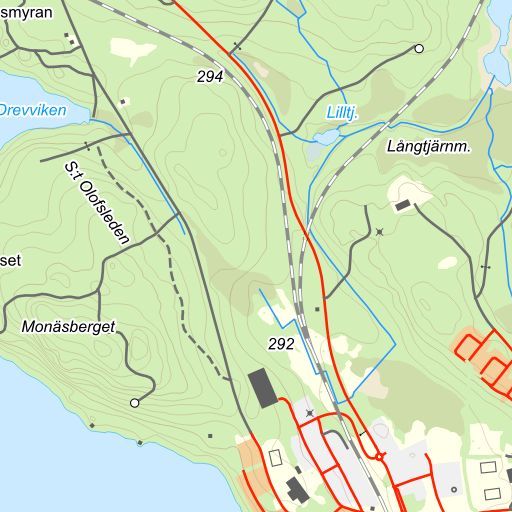 smyran
294
Drevviken
Lilltj.
Långtjärnm.
S:t Olofsleden
set
Monäsberget
292